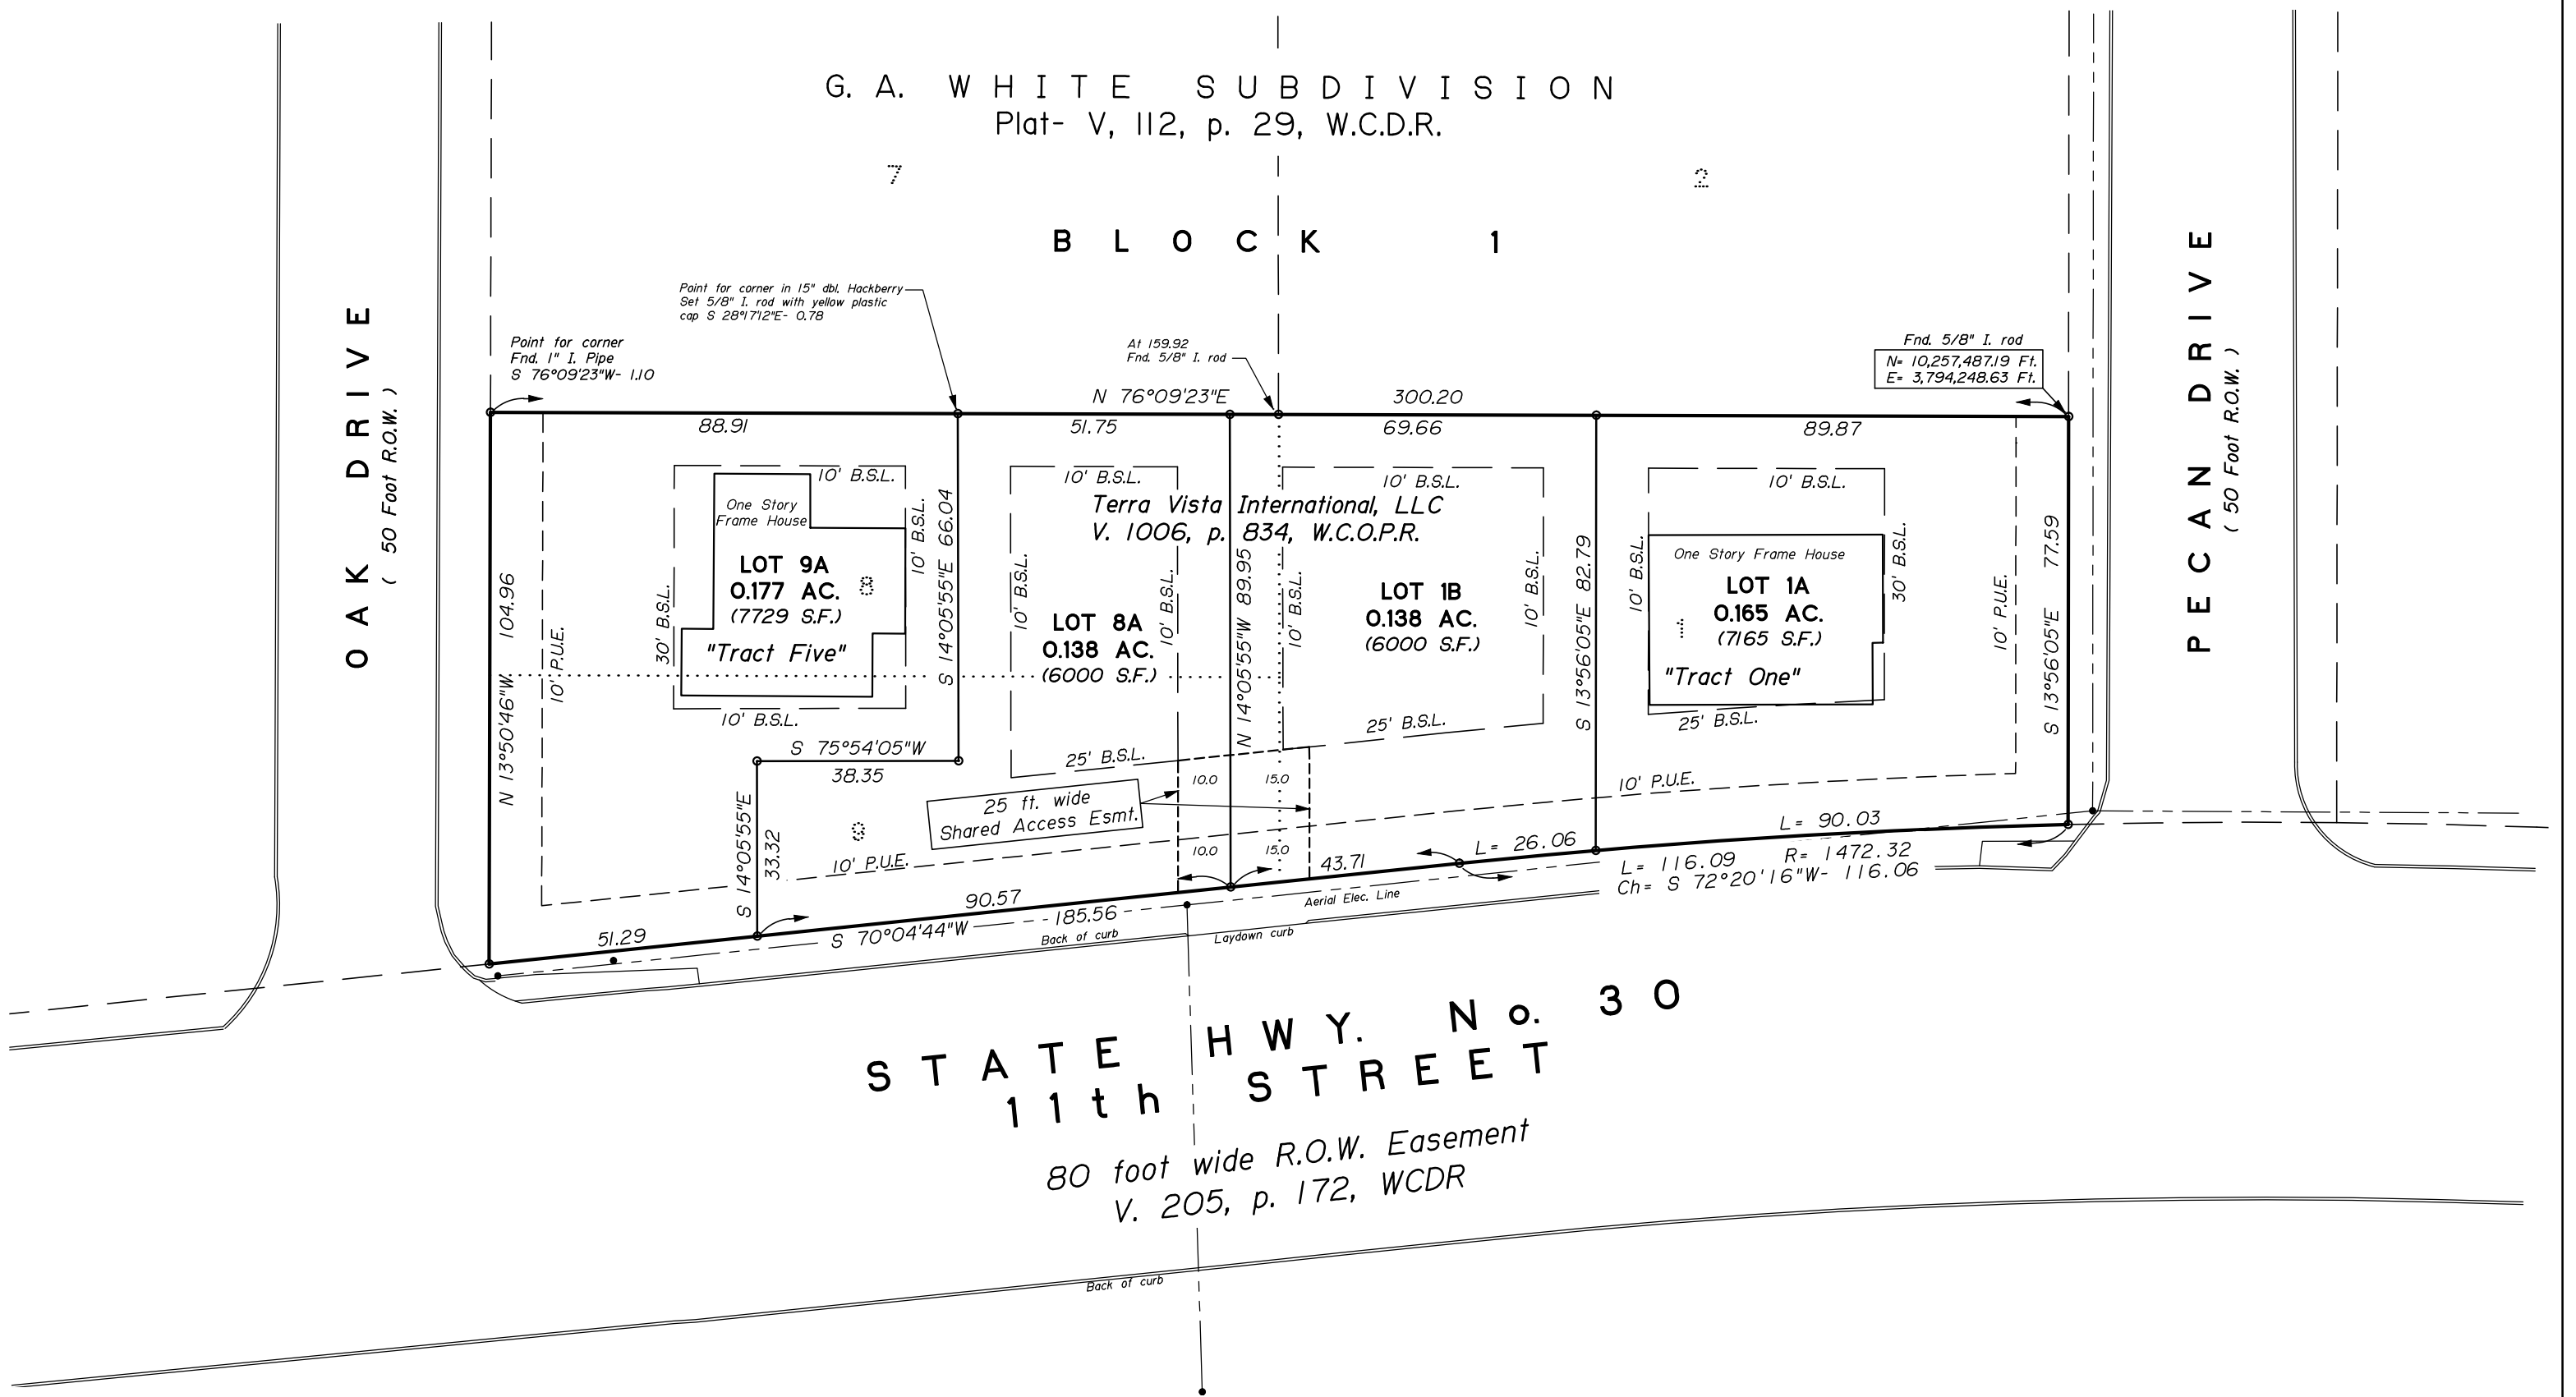 G. A. WHITE SUBDIVISION
Plat- V, 112, p. 29, W.C.D.R.
7
2
BLOCK 1
OAK DRIVE
( 50 Foot R.O.W. )
PECAN DRIVE
( 50 Foot R.O.W. )
Point for corner in 15" dbl. Hackberry
Set 5/8" I. rod with yellow plastic
cap S 28°17'12"E- 0.78
Point for corner
Fnd. 1" I. Pipe
S 76°09'23"W- 1.10
At 159.92
Fnd. 5/8" I. rod
Fnd. 5/8" I. rod
N= 10,257,487.19 Ft.
E= 3,794,248.63 Ft.
N 76°09'23"E
300.20
88.91
51.75
69.66
89.87
N 13°50'46"W 104.96
10' P.U.E.
30' B.S.L.
10' B.S.L.
One Story
Frame House
LOT 9A
0.177 AC.
(7729 S.F.)
8
"Tract Five"
10' B.S.L.
10' B.S.L.
S 14°05'55"E 66.04
S 75°54'05"W
38.35
S 14°05'55"E
33.32
9
10' B.S.L.
10' B.S.L.
10' B.S.L.
Terra Vista International, LLC
V. 1006, p. 834, W.C.O.P.R.
LOT 8A
0.138 AC.
(6000 S.F.)
25' B.S.L.
N 14°05'55"W 89.95
10' B.S.L.
10' B.S.L.
10' B.S.L.
LOT 1B
0.138 AC.
(6000 S.F.)
25' B.S.L.
S 13°56'05"E 82.79
10' B.S.L.
10' B.S.L.
30' B.S.L.
One Story Frame House
LOT 1A
0.165 AC.
(7165 S.F.)
1
"Tract One"
25' B.S.L.
10' P.U.E.
S 13°56'05"E 77.59
10.0
15.0
25 ft. wide
Shared Access Esmt.
10.0
15.0
10' P.U.E.
10' P.U.E.
51.29
90.57
43.71
L= 26.06
L= 90.03
L= 116.09 R= 1472.32
Ch= S 72°20'16"W- 116.06
S 70°04'44"W
185.56
Aerial Elec. Line
Back of curb
Laydown curb
STATE HWY. No. 30
11th STREET
80 foot wide R.O.W. Easement
V. 205, p. 172, WCDR
Back of curb